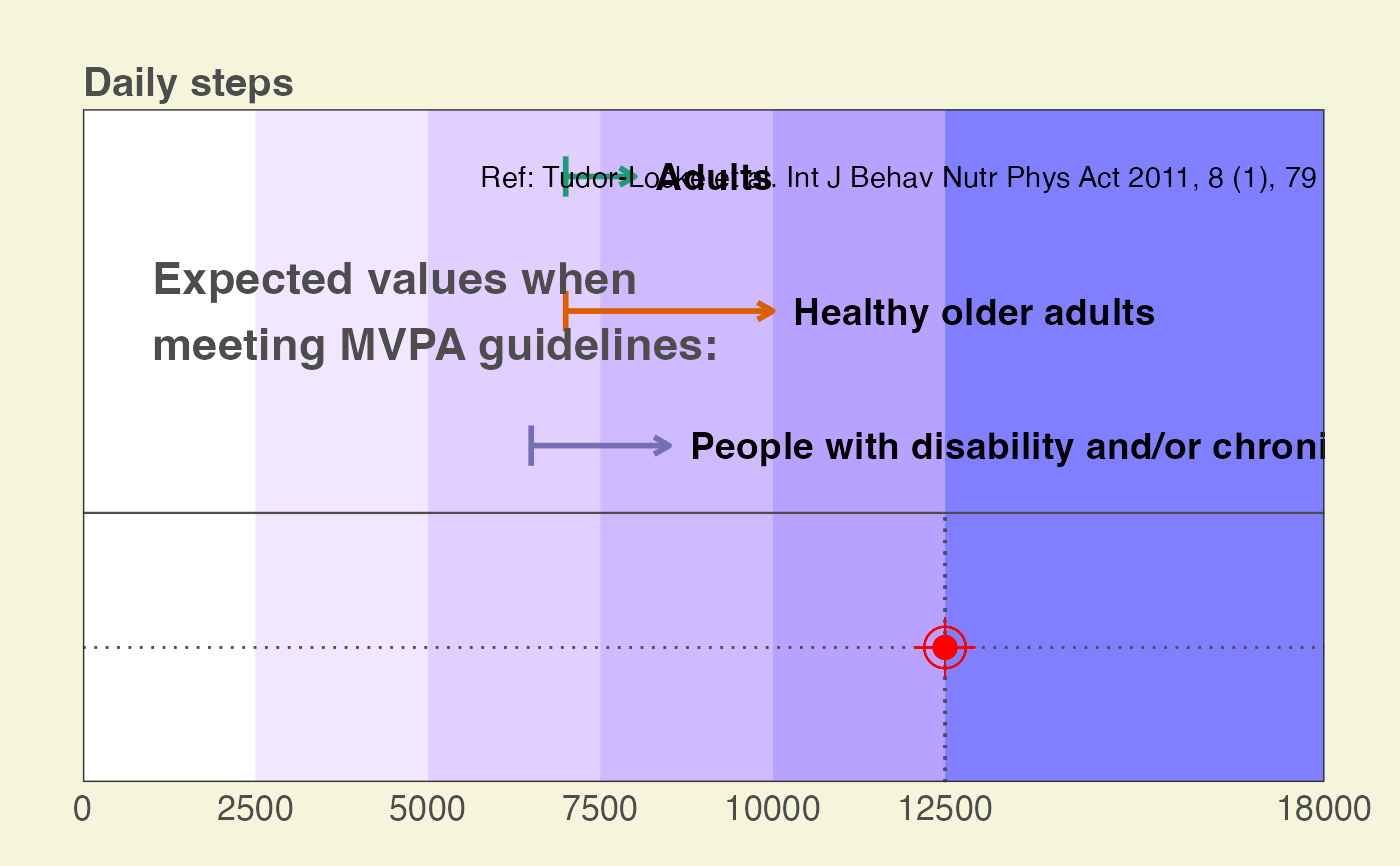 Daily steps
Adults
Ref: Tudor-Locke et al. Int J Behav Nutr Phys Act 2011, 8 (1), 79
Expected values when
meeting MVPA guidelines:
Healthy older adults
People with disability and/or chroni
0 2500 5000 7500 10000 12500 18000